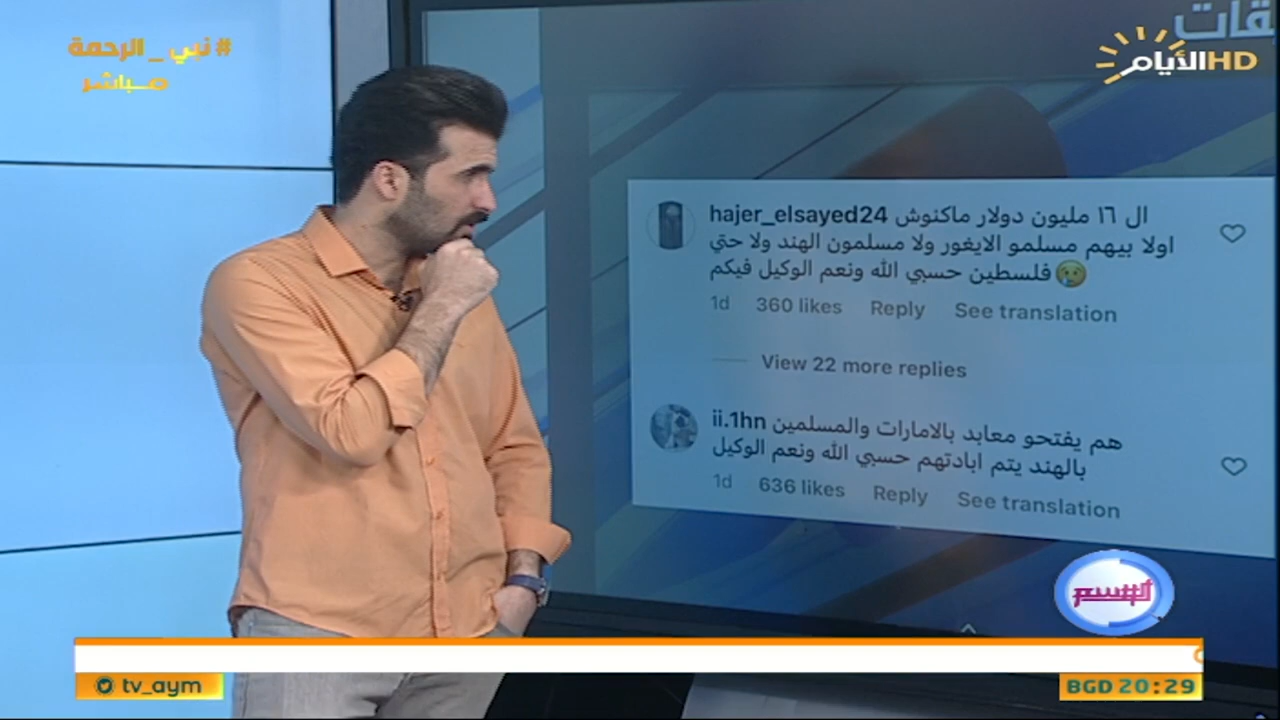 #نبي_الرحمة
مباشر
يقات
الأيام HD
hajer_elsayed24 ال ١٦ مليون دولار ماكنوش
اولا بيهم مسلمو الايغور ولا مسلمون الهند ولا حتي
فلسطين حسبي الله ونعم الوكيل فيكم😢
1d 360 likes Reply See translation
View 22 more replies
ii.1hn هم يفتحو معابد بالامارات والمسلمين
بالهند يتم ابادتهم حسبي الله ونعم الوكيل
1d 636 likes Reply See translation
tv_aym
BGD 20:29